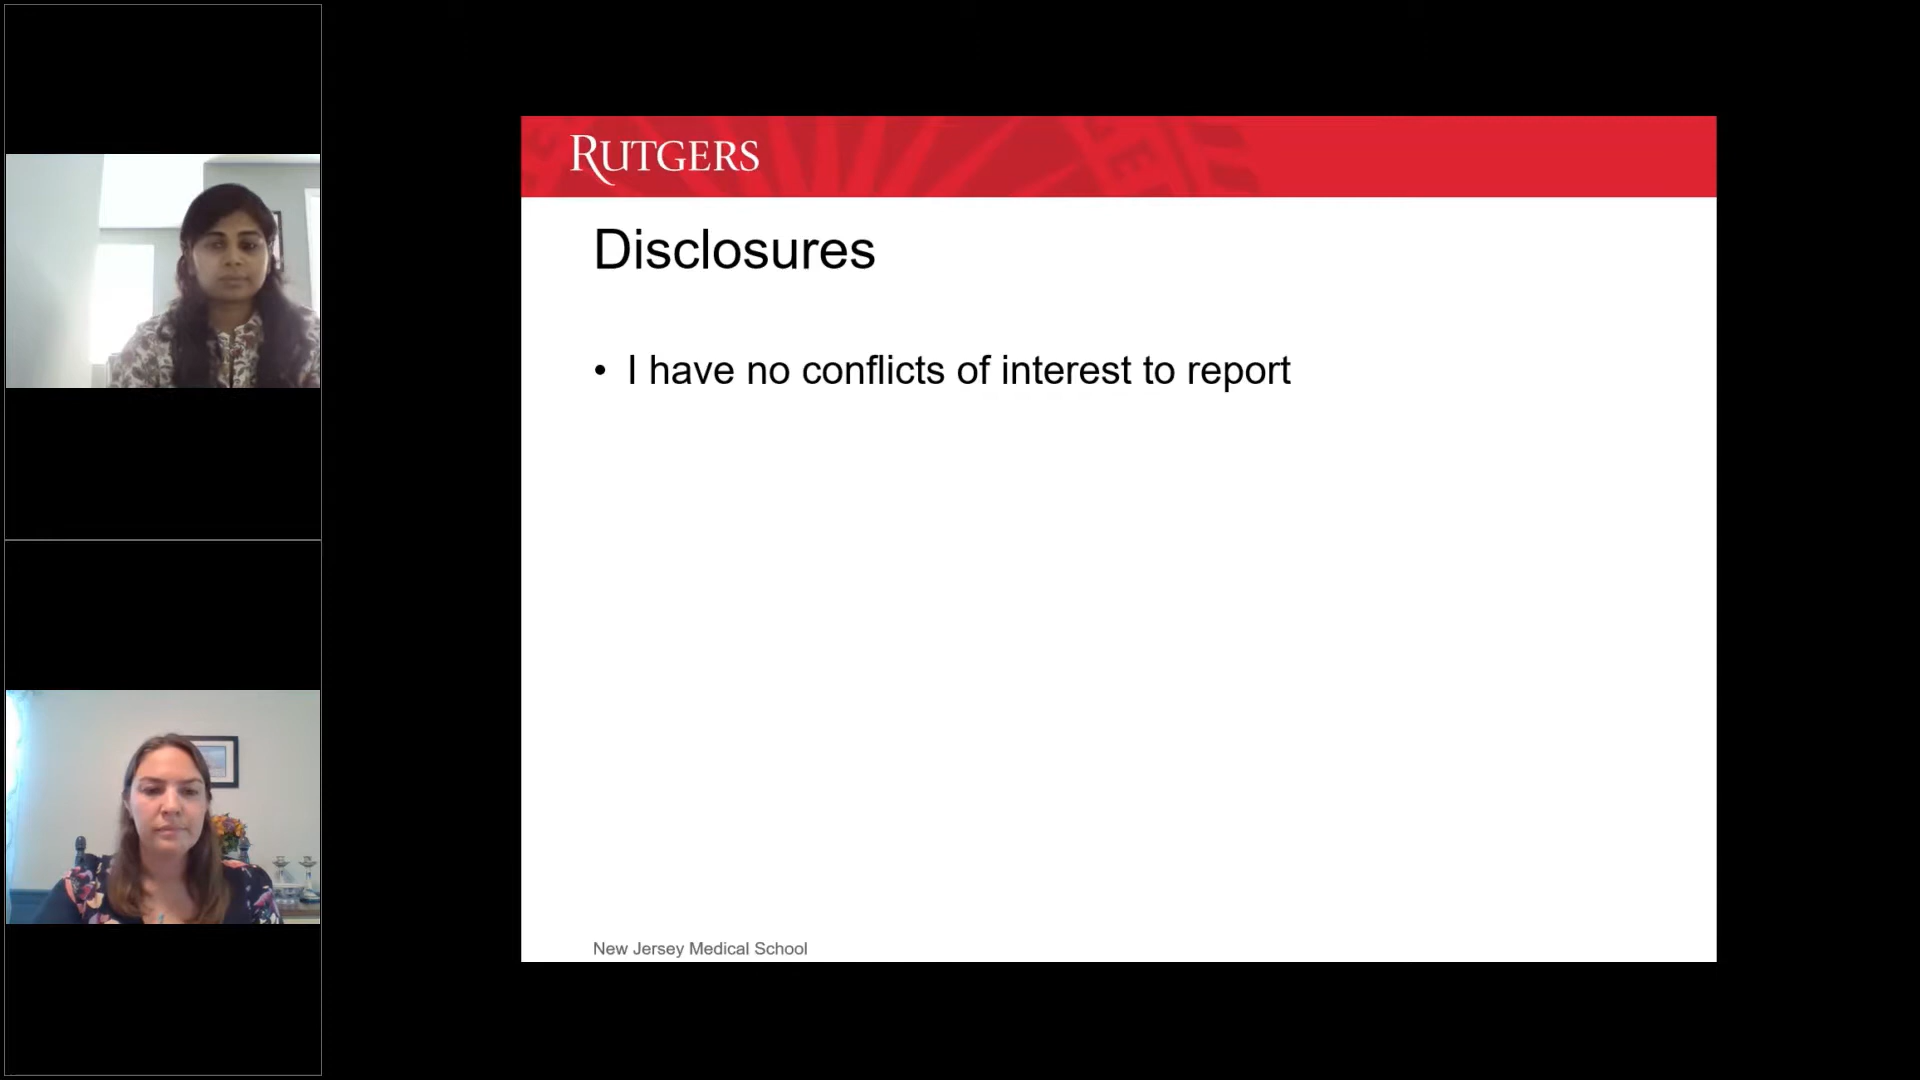 RUTGERS
Disclosures
• I have no conflicts of interest to report
New Jersey Medical School